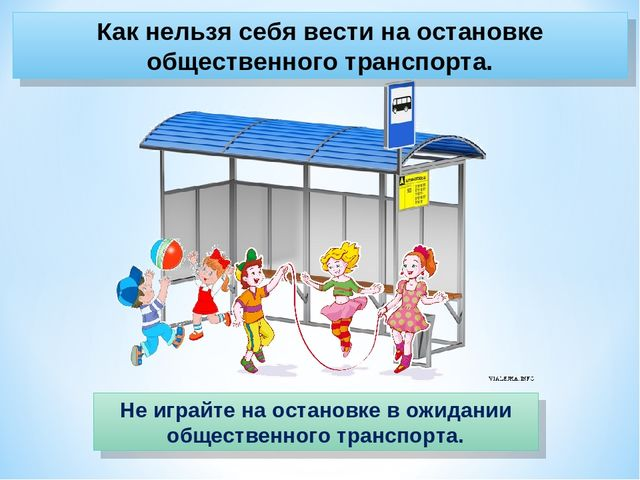 Как нельзя себя вести на остановке
общественного транспорта.
Не играйте на остановке в ожидании
общественного транспорта.